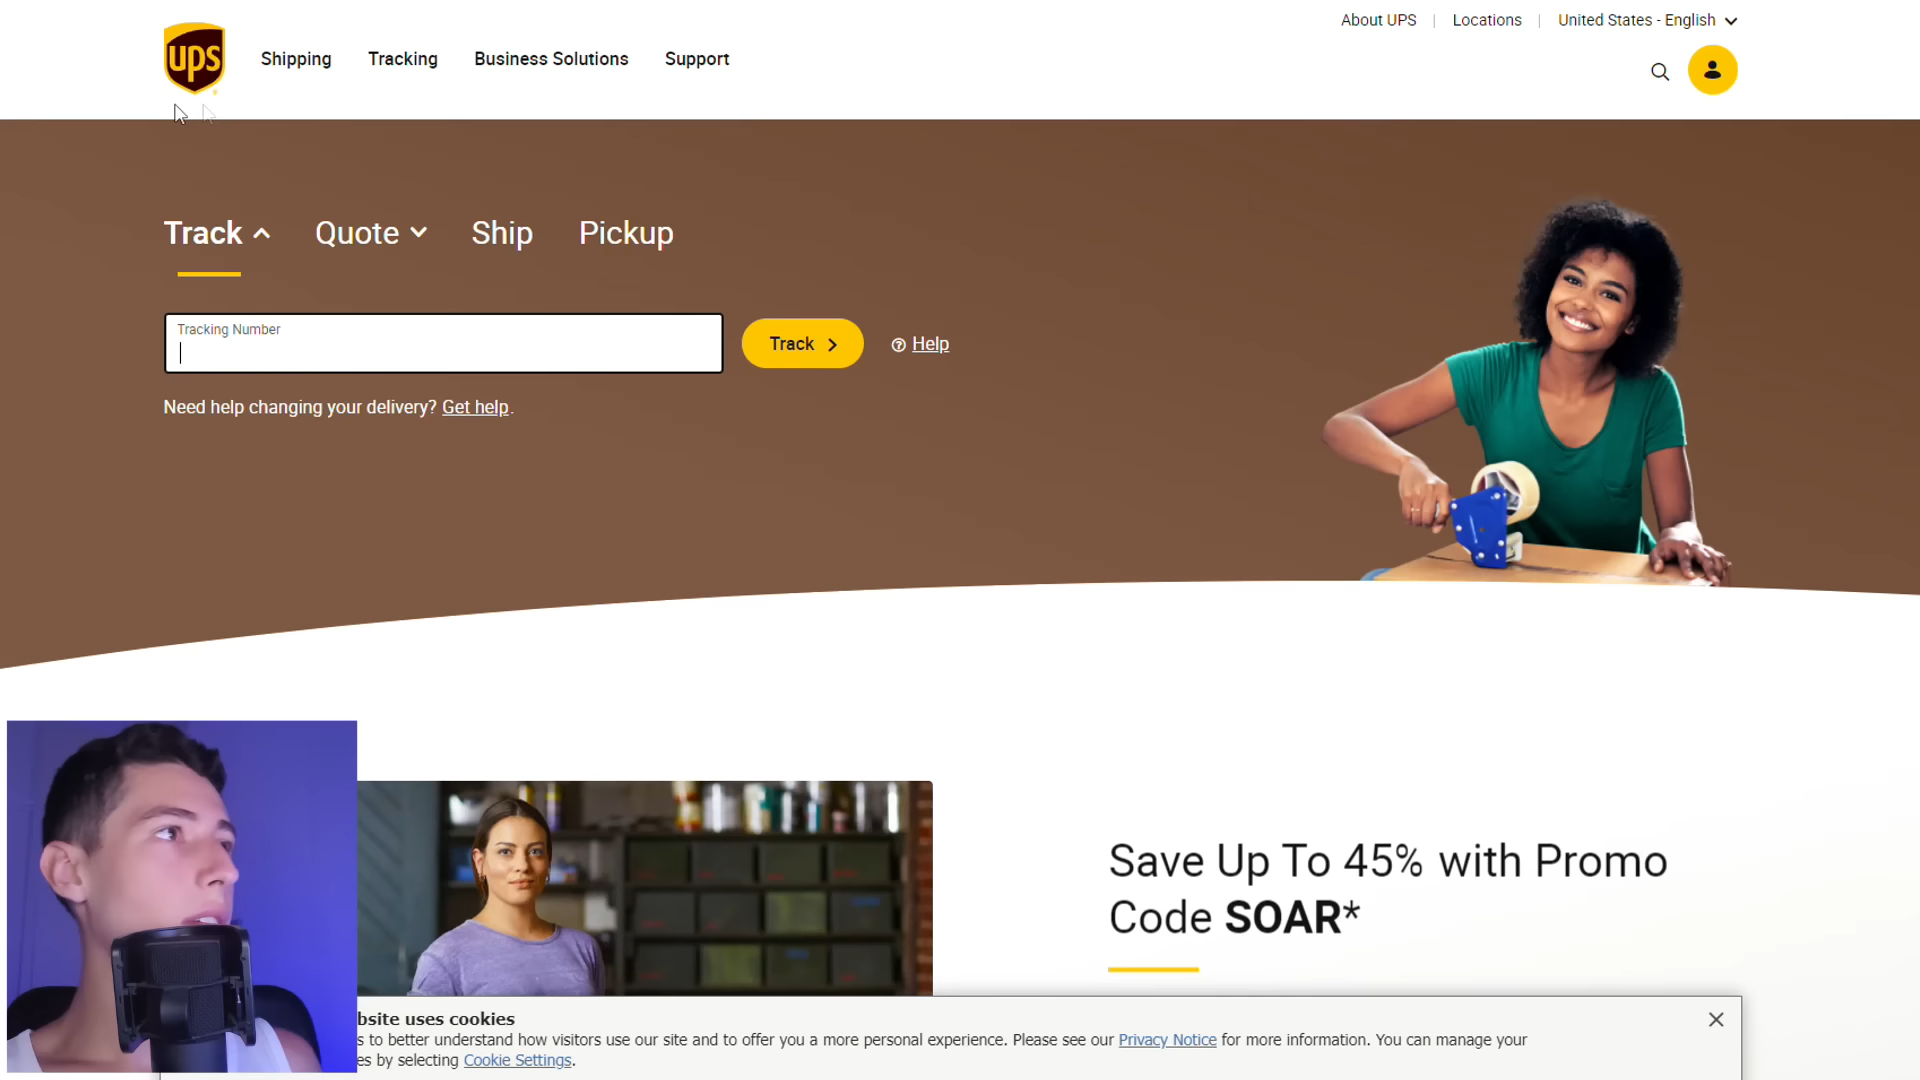 About UPS | Locations | United States - English
ups Shipping Tracking Business Solutions Support
Track Quote Ship Pickup
Tracking Number
Track
Help
Need help changing your delivery? Get help.
Save Up To 45% with Promo
Code SOAR*
bsite uses cookies
s to better understand how visitors use our site and to offer you a more personal experience. Please see our Privacy Notice for more information. You can manage your
es by selecting Cookie Settings.